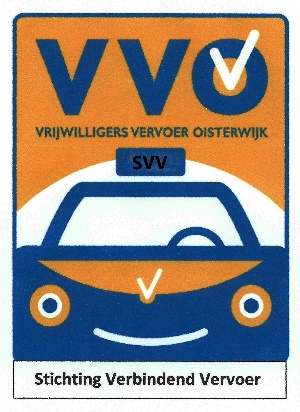 VVO
VRIJWILLIGERS VERVOER OISTERWIJK
SVV
Stichting Verbindend Vervoer